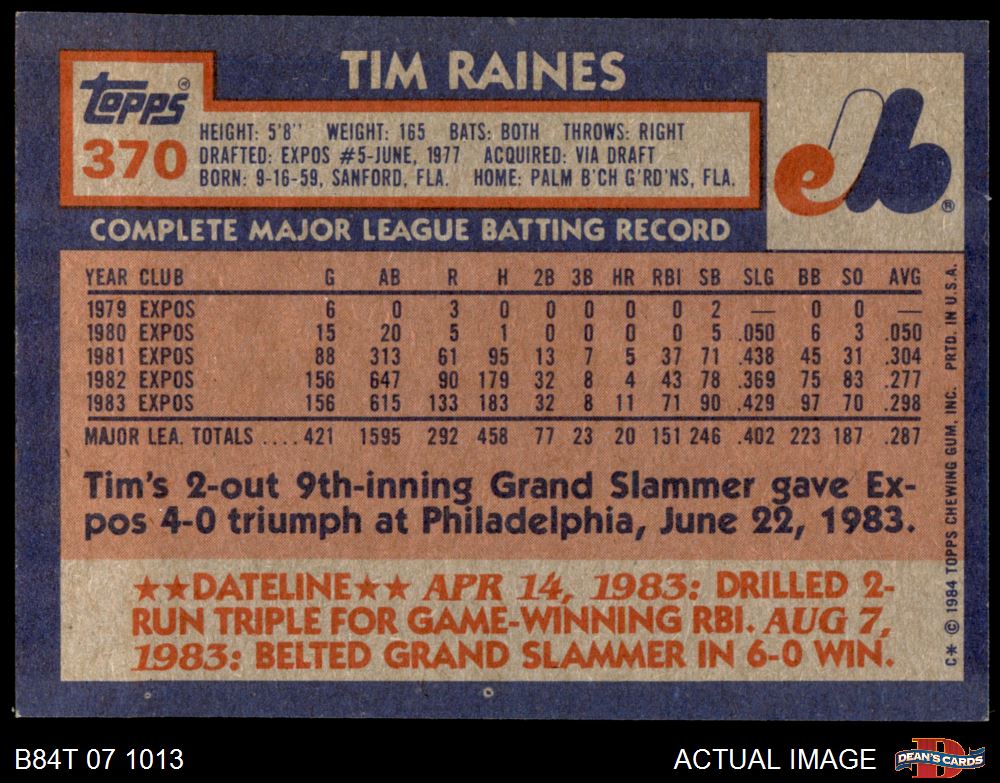 TIM RAINES
topps®
370
HEIGHT: 5'8" WEIGHT: 165 BATS: BOTH THROWS: RIGHT
DRAFTED: EXPOS #5-JUNE, 1977 ACQUIRED: VIA DRAFT
BORN: 9-16-59, SANFORD, FLA. HOME: PALM B'CH G'RD'NS, FLA.
eb®
COMPLETE MAJOR LEAGUE BATTING RECORD
YEAR CLUB G AB R H 2B 3B HR RBI SB SLG BB SO AVG
1979 EXPOS 6 0 3 0 0 0 0 0 2 — 0 0 —
1980 EXPOS 15 20 5 1 0 0 0 0 5 .050 6 3 .050
1981 EXPOS 88 313 61 95 13 7 5 37 71 .438 45 31 .304
1982 EXPOS 156 647 90 179 32 8 4 43 78 .369 75 83 .277
1983 EXPOS 156 615 133 183 32 8 11 71 90 .429 97 70 .298
MAJOR LEA. TOTALS .... 421 1595 292 458 77 23 20 151 246 .402 223 187 .287
Tim's 2-out 9th-inning Grand Slammer gave Ex-
pos 4-0 triumph at Philadelphia, June 22, 1983.
★★DATELINE★★ APR 14, 1983: DRILLED 2-
RUN TRIPLE FOR GAME-WINNING RBI. AUG 7,
1983: BELTED GRAND SLAMMER IN 6-0 WIN.
C* © 1984 TOPPS CHEWING GUM, INC. PRTD. IN U.S.A.
B84T 07 1013
ACTUAL IMAGE
D
DEAN'S CARDS